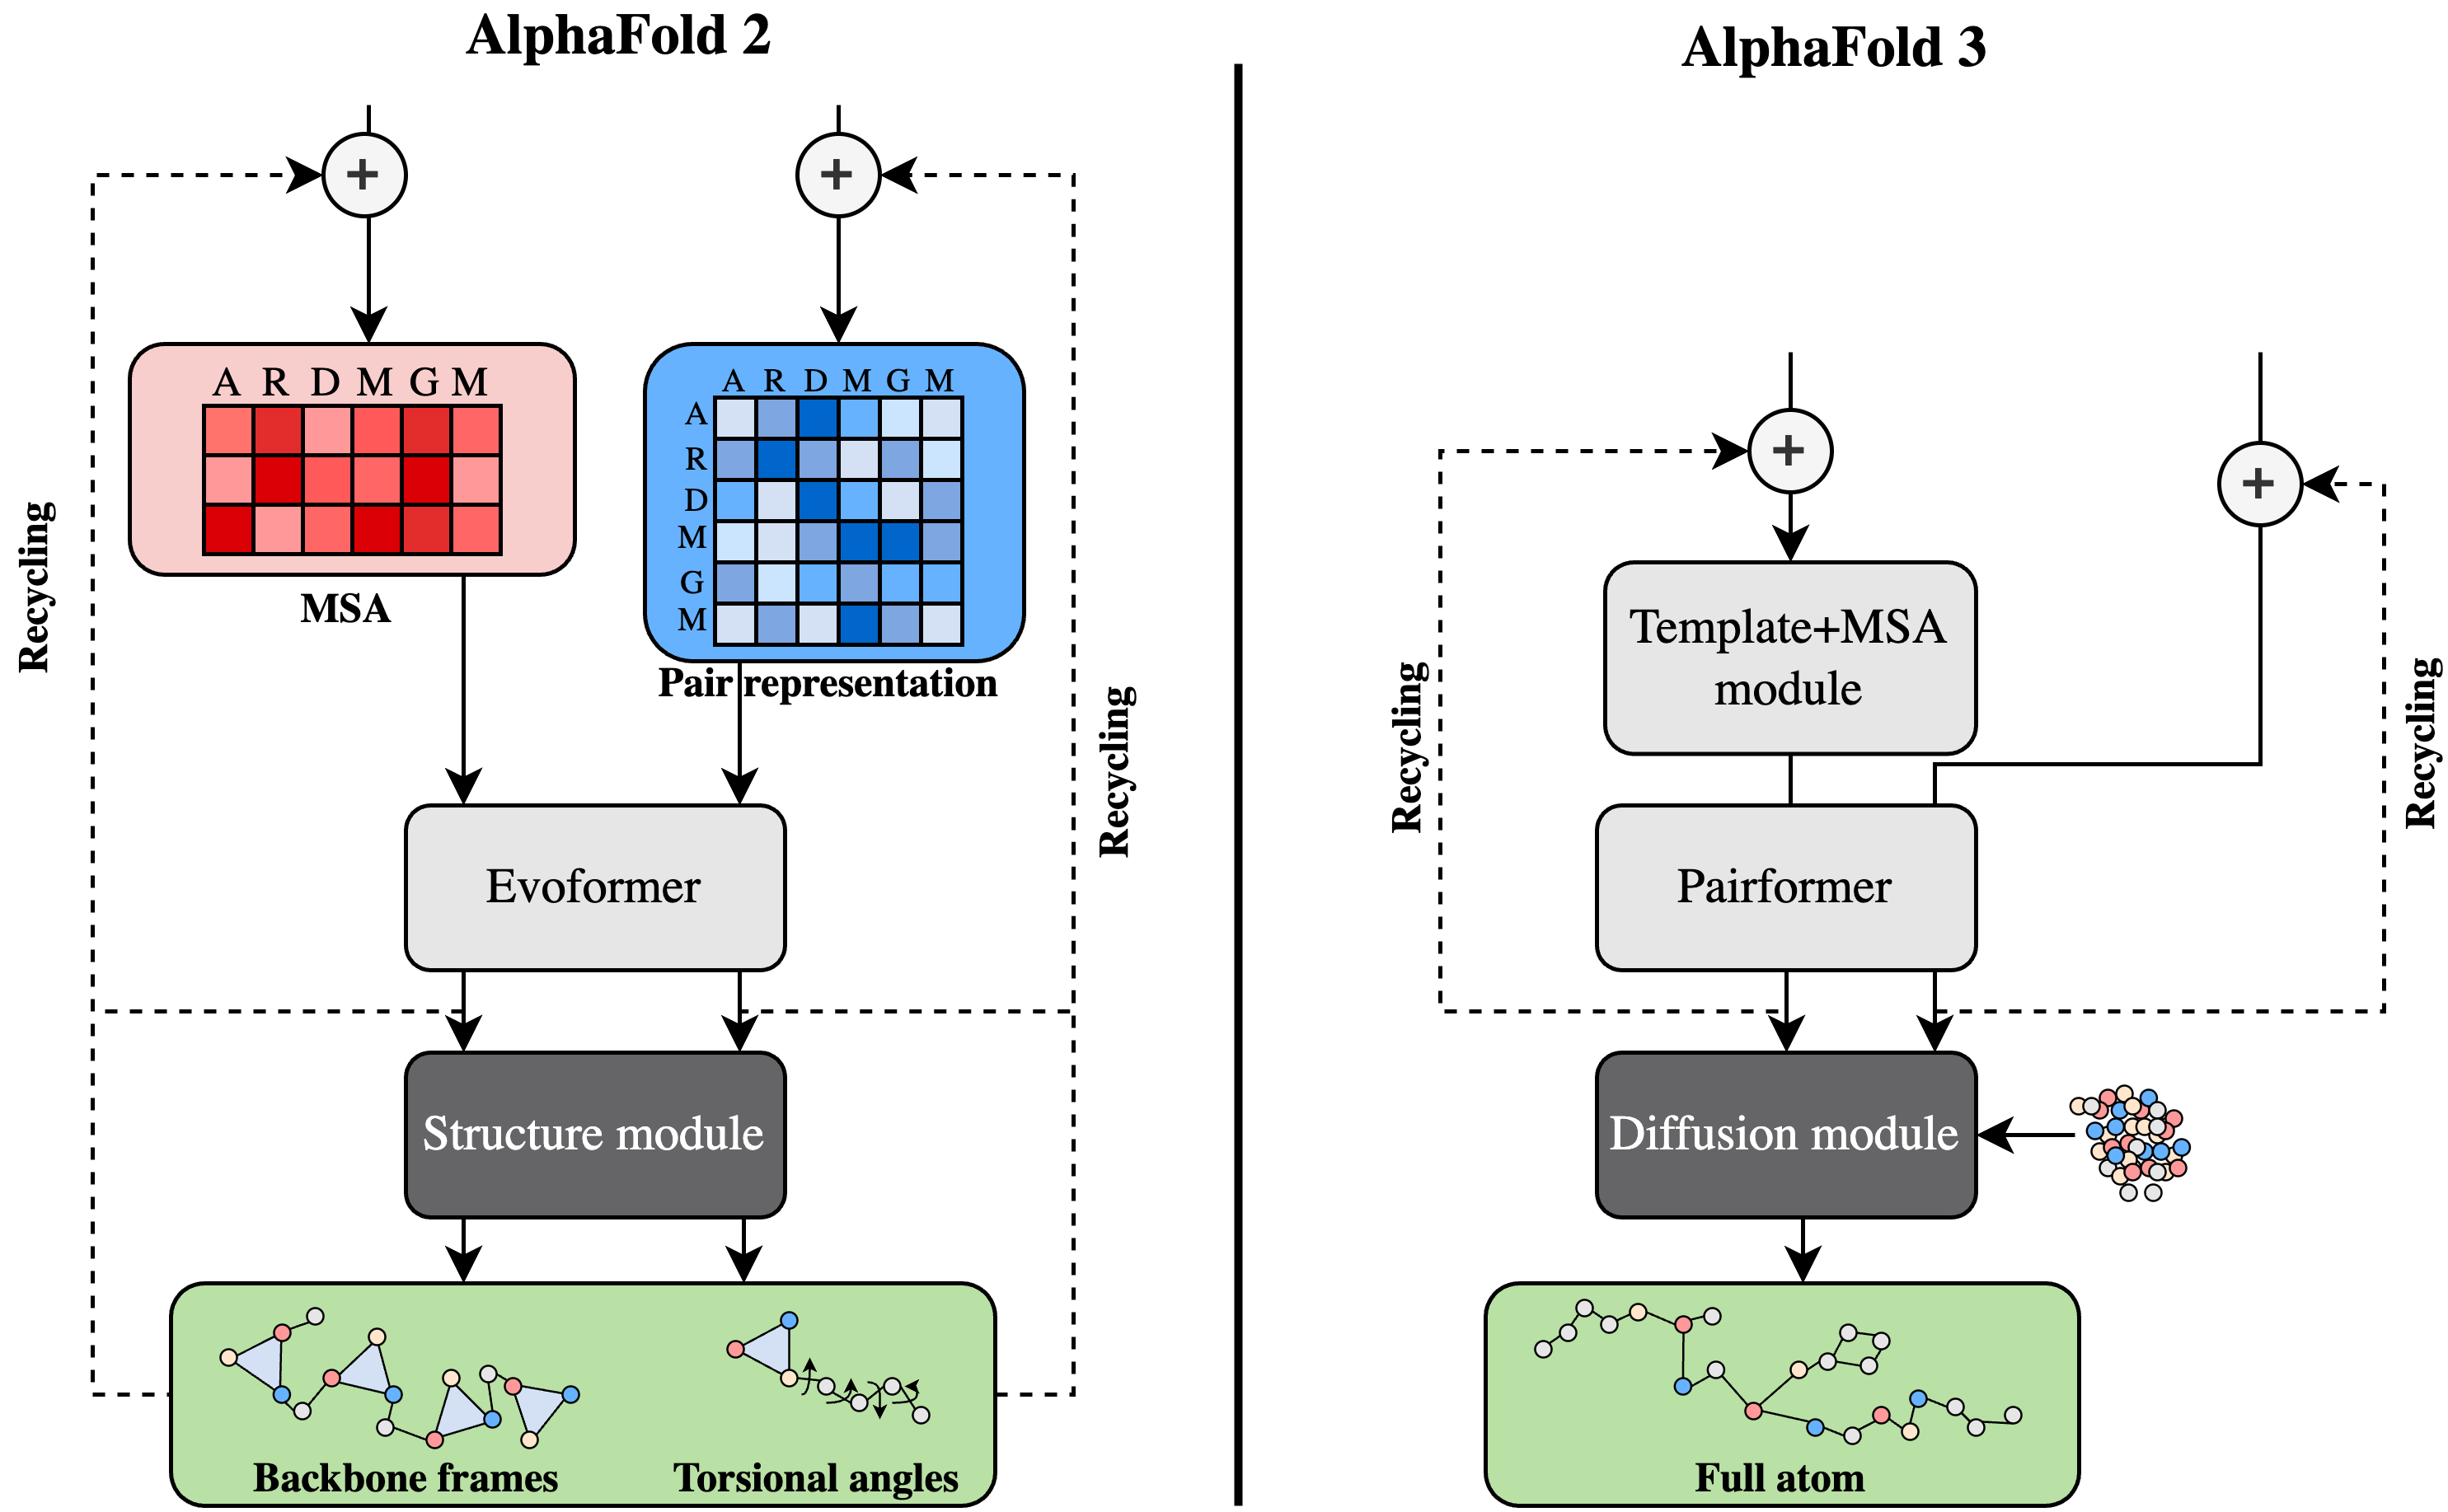 AlphaFold 2
+
+
Recycling
A R D M G M
MSA
A R D M G M
A
R
D
M
G
M
Pair representation
Recycling
Evoformer
Structure module
Backbone frames
Torsional angles
AlphaFold 3
+
+
Recycling
Template+MSA
module
Recycling
Pairformer
Diffusion module
Full atom